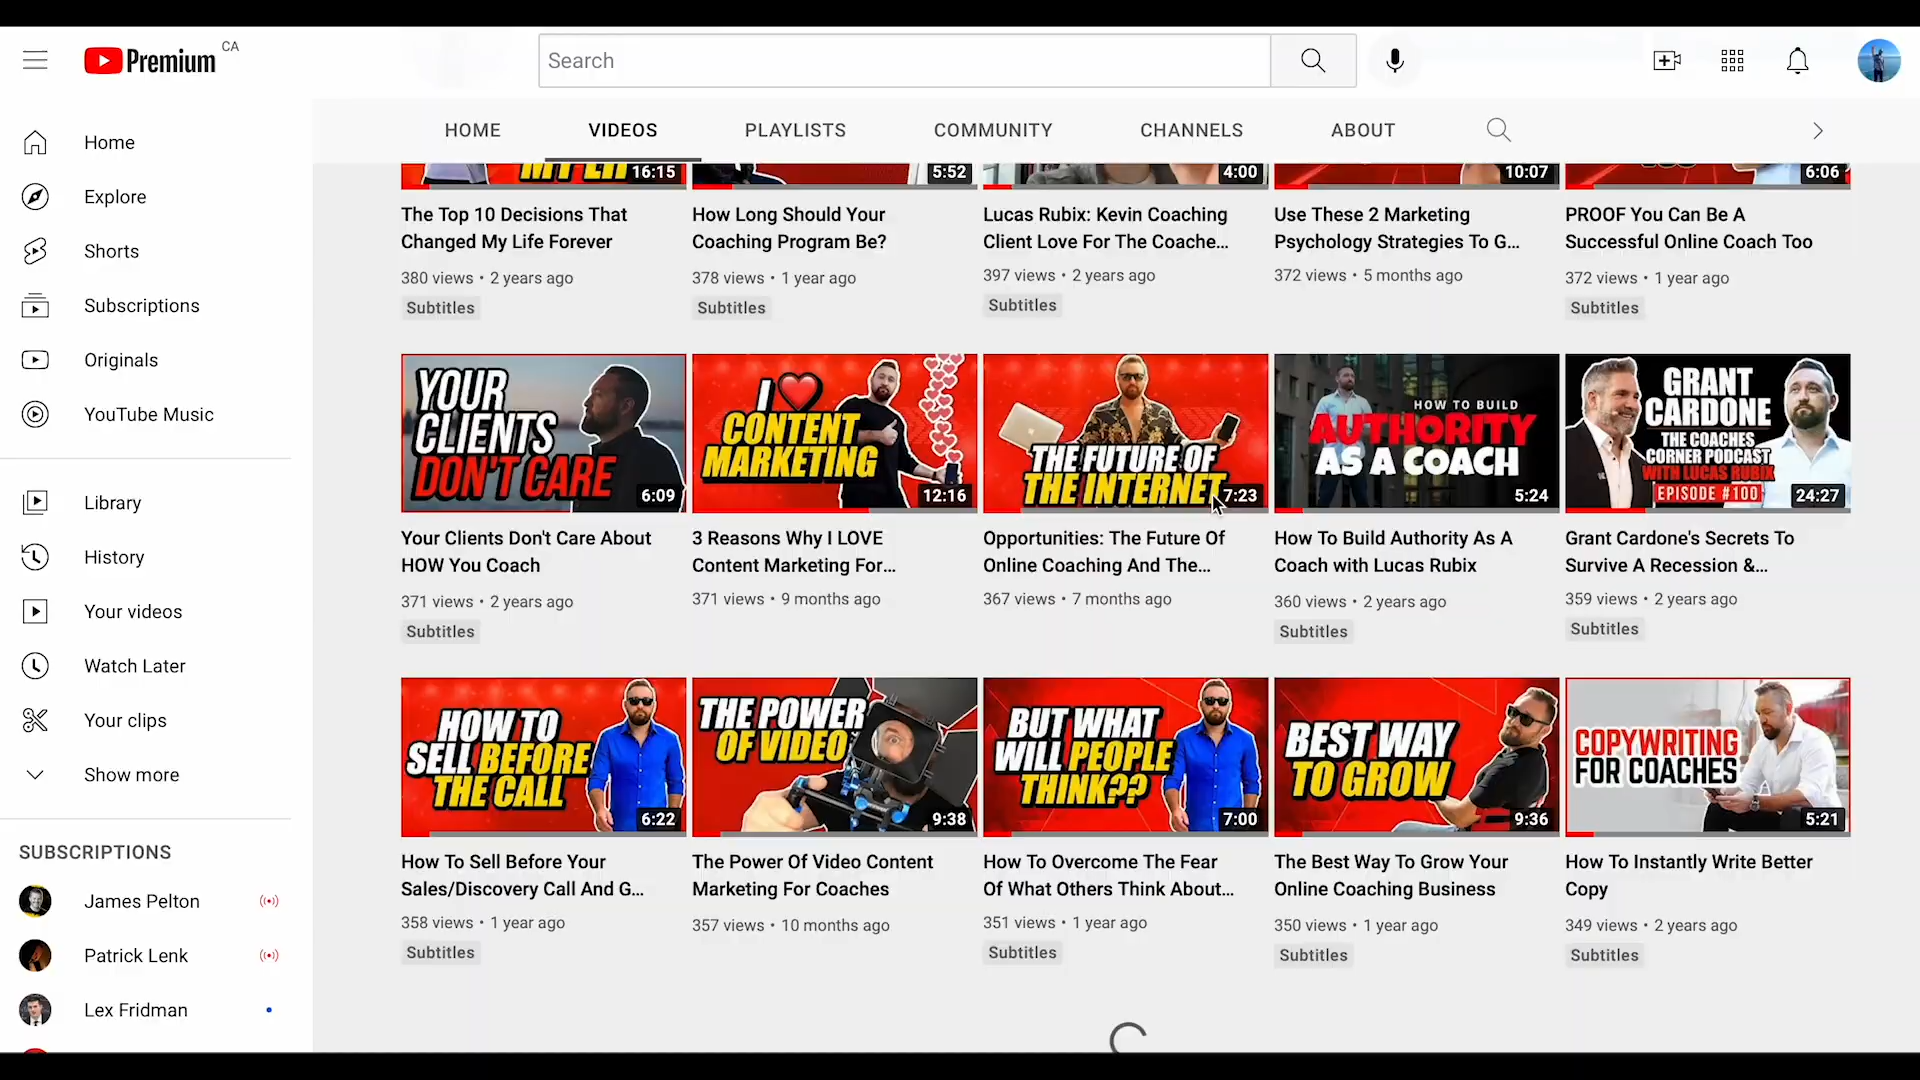 Premium CA
Search
HOME VIDEOS PLAYLISTS COMMUNITY CHANNELS ABOUT
Home
Explore
Shorts
Subscriptions
Originals
YouTube Music
Library
History
Your videos
Watch Later
Your clips
Show more
SUBSCRIPTIONS
James Pelton
Patrick Lenk
Lex Fridman
16:15
The Top 10 Decisions That
Changed My Life Forever
380 views • 2 years ago
Subtitles
5:52
How Long Should Your
Coaching Program Be?
378 views • 1 year ago
Subtitles
4:00
Lucas Rubix: Kevin Coaching
Client Love For The Coache...
397 views • 2 years ago
Subtitles
10:07
Use These 2 Marketing
Psychology Strategies To G...
372 views • 5 months ago
6:06
PROOF You Can Be A
Successful Online Coach Too
372 views • 1 year ago
Subtitles
YOUR
CLIENTS
DON'T CARE
6:09
Your Clients Don't Care About
HOW You Coach
371 views • 2 years ago
Subtitles
I
CONTENT
MARKETING
12:16
3 Reasons Why I LOVE
Content Marketing For...
371 views • 9 months ago
THE FUTURE OF
THE INTERNET
7:23
Opportunities: The Future Of
Online Coaching And The...
367 views • 7 months ago
HOW TO BUILD
AUTHORITY
AS A COACH
5:24
How To Build Authority As A
Coach with Lucas Rubix
360 views • 2 years ago
Subtitles
GRANT
CARDONE
THE COACHES
CORNER PODCAST
WITH LUCAS RUBIX
EPISODE #100
24:27
Grant Cardone's Secrets To
Survive A Recession &...
359 views • 2 years ago
Subtitles
HOW TO
SELL BEFORE
THE CALL
6:22
How To Sell Before Your
Sales/Discovery Call And G...
358 views • 1 year ago
Subtitles
THE POWER
OF VIDEO
9:38
The Power Of Video Content
Marketing For Coaches
357 views • 10 months ago
BUT WHAT
WILL PEOPLE
THINK??
7:00
How To Overcome The Fear
Of What Others Think About...
351 views • 1 year ago
Subtitles
BEST WAY
TO GROW
9:36
The Best Way To Grow Your
Online Coaching Business
350 views • 1 year ago
Subtitles
COPYWRITING
FOR COACHES
5:21
How To Instantly Write Better
Copy
349 views • 2 years ago
Subtitles